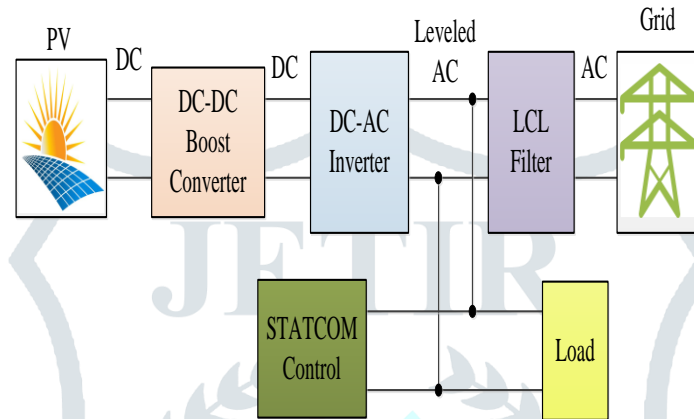 PV
DC
DC
Leveled
AC
AC
Grid
DC-DC
Boost
Converter
DC-AC
Inverter
LCL
Filter
JETIR
STATCOM
Control
Load